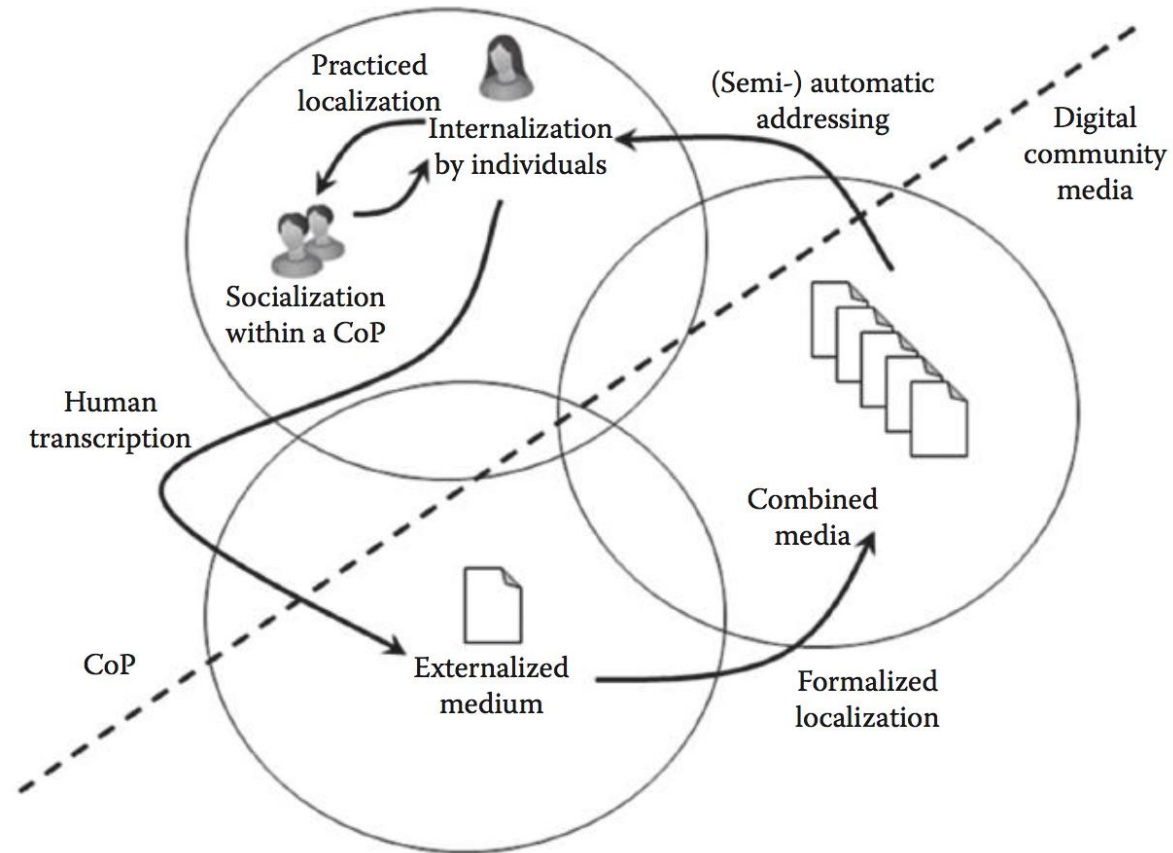 Practiced
localization
(Semi-) automatic
addressing
Digital
community
media
Internalization
by individuals
Socialization
within a CoP
Human
transcription
Combined
media
CoP
Externalized
medium
Formalized
localization